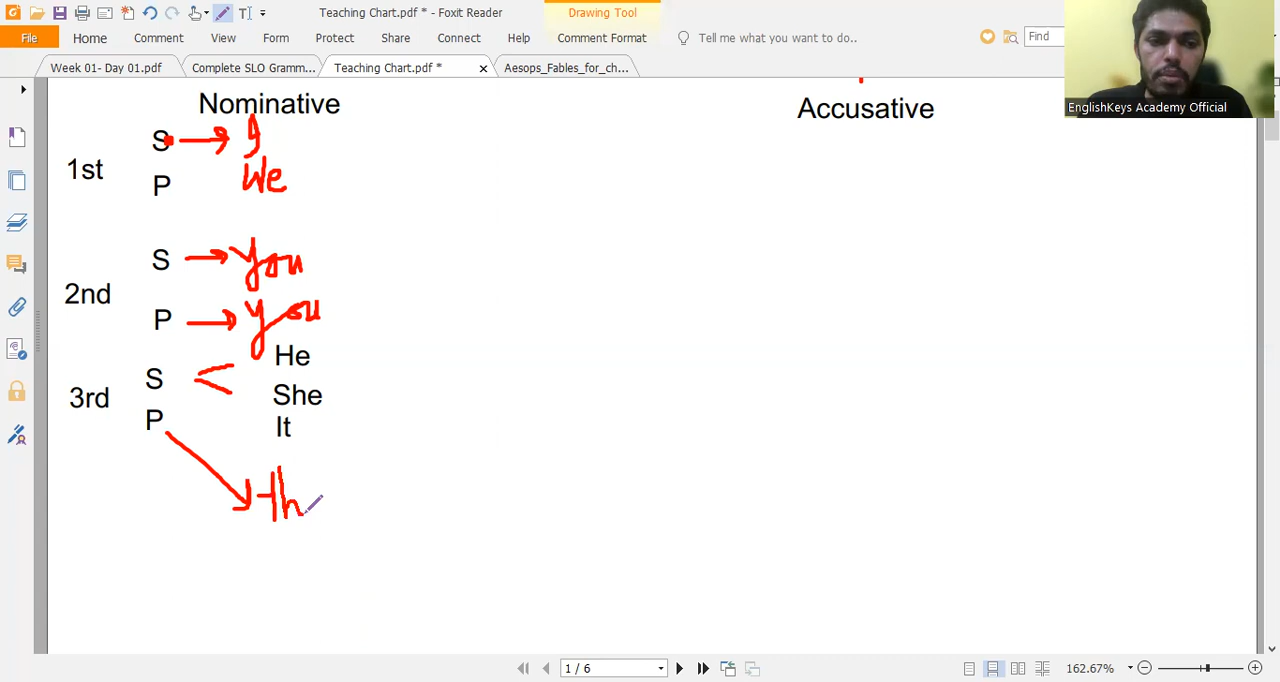 Teaching Chart.pdf * - Foxit Reader
Drawing Tool
File Home Comment View Form Protect Share Connect Help Comment Format Tell me what you want to do.. Find
Week 01- Day 01.pdf Complete SLO Gramm... Teaching Chart.pdf * Aesops_Fables_for_ch...
EnglishKeys Academy Official
Nominative Accusative
1st
S I
P We
2nd
S You
P You
3rd
S He
She
It
P th
1 / 6 162.67%